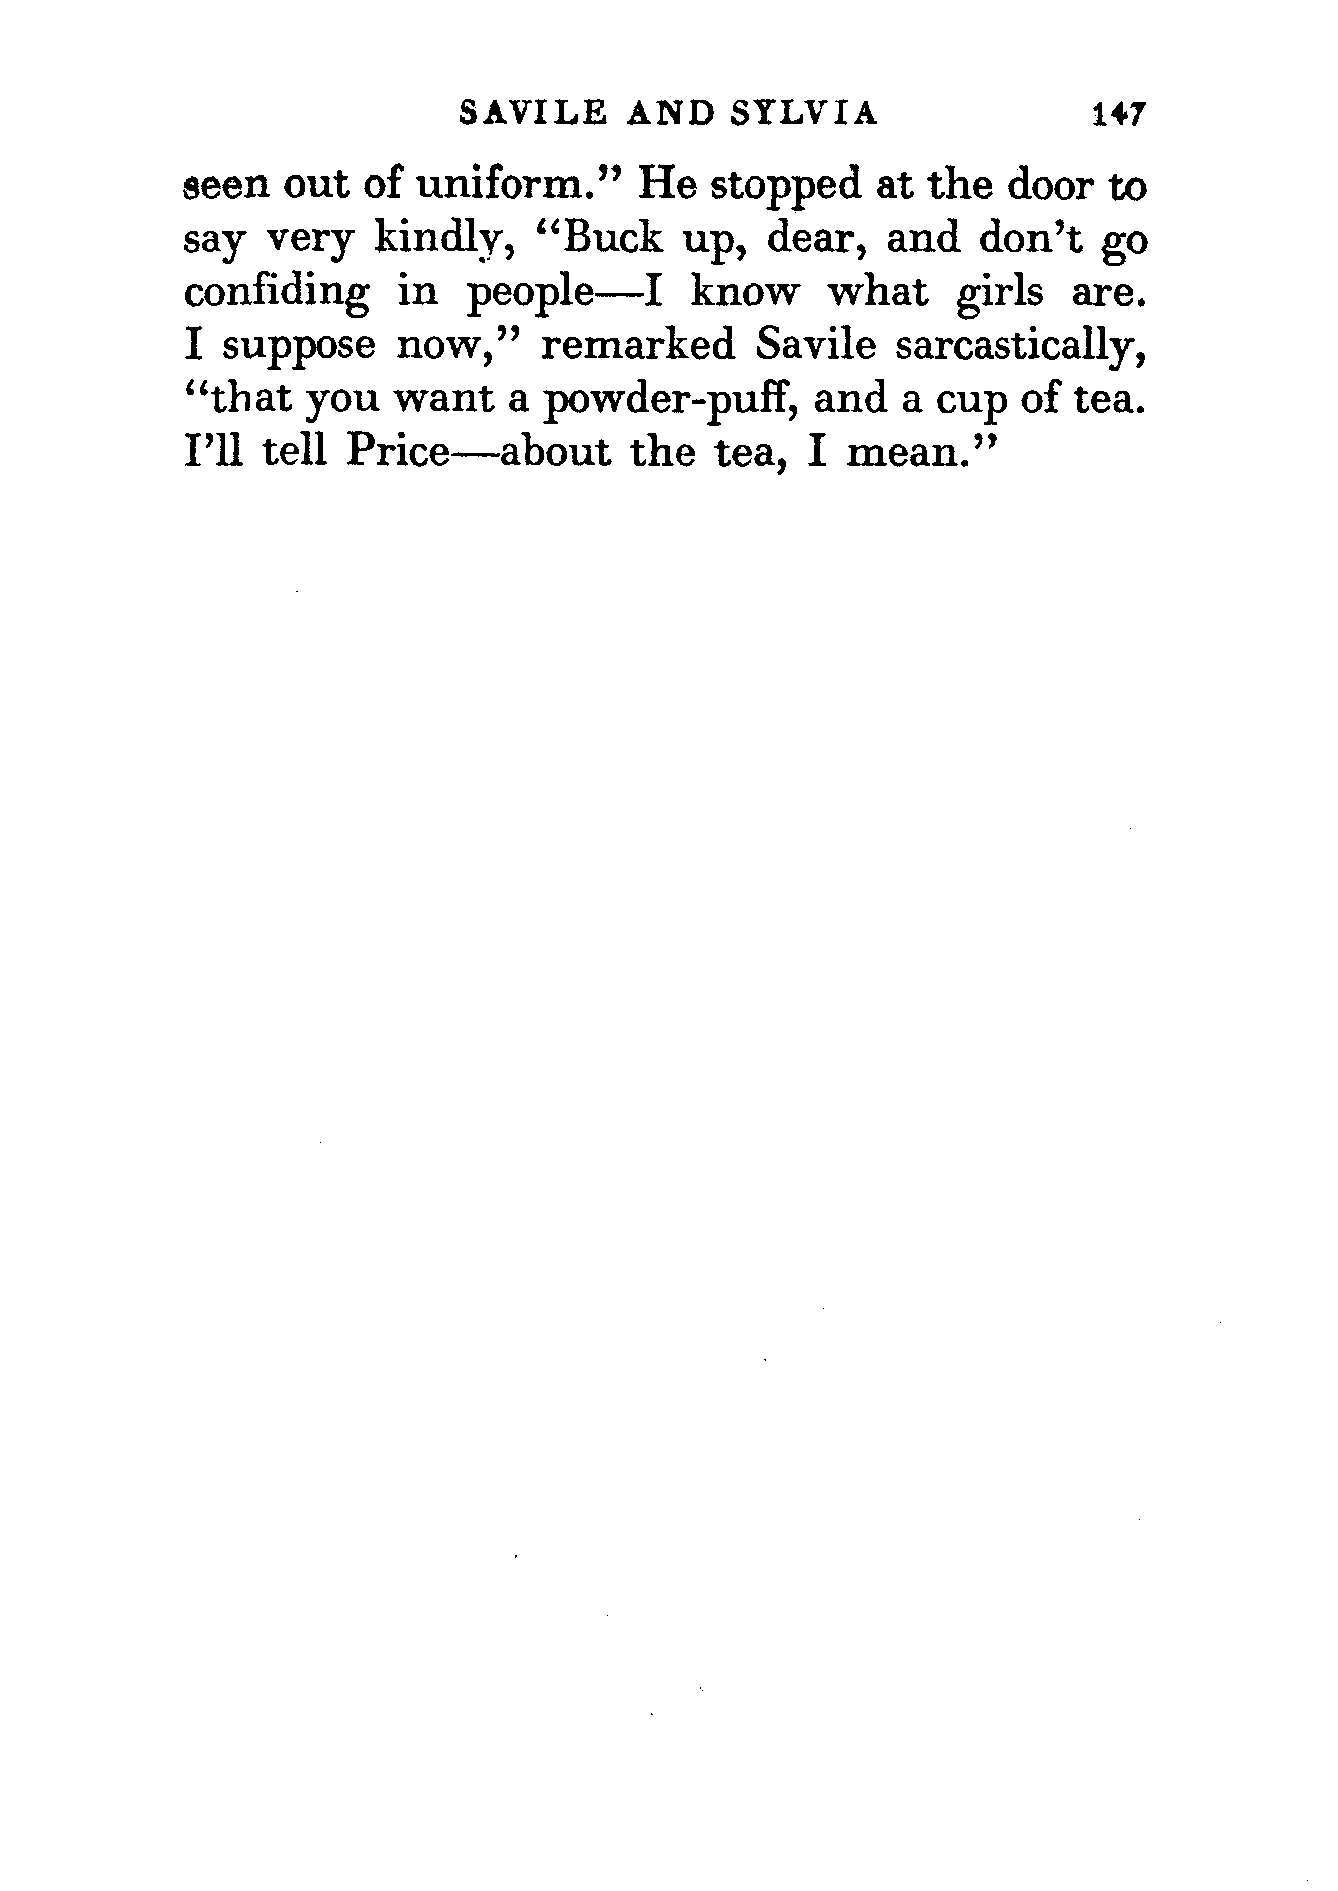 SAVILE AND SYLVIA 147
seen out of uniform.” He stopped at the door to
say very kindly, “Buck up, dear, and don’t go
confiding in people—I know what girls are.
I suppose now,” remarked Savile sarcastically,
“that you want a powder-puff, and a cup of tea.
I’ll tell Price—about the tea, I mean.”